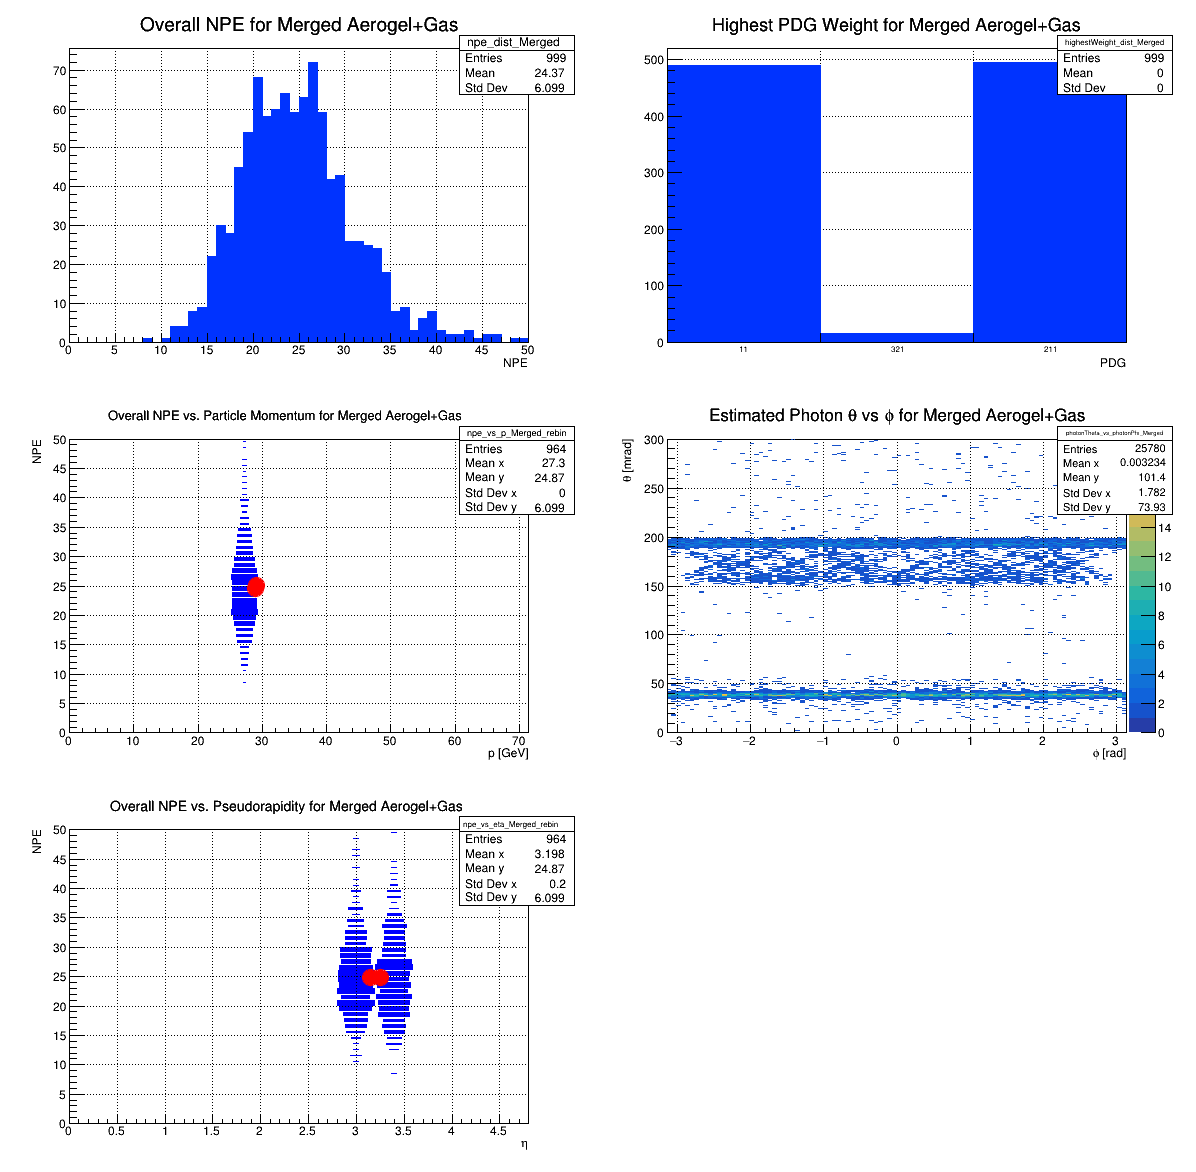 Overall NPE for Merged Aerogel+Gas
npe_dist_Merged
Entries 999
Mean 24.37
Std Dev 6.099
70
60
50
40
30
20
10
0
0 5 10 15 20 25 30 35 40 45 50
NPE
Highest PDG Weight for Merged Aerogel+Gas
highestWeight_dist_Merged
Entries 999
Mean 0
Std Dev 0
500
400
300
200
100
0
11 321 211
PDG
Overall NPE vs. Particle Momentum for Merged Aerogel+Gas
npe_vs_p_Merged_rebin
Entries 964
Mean x 27.3
Mean y 24.87
Std Dev x 0
Std Dev y 6.099
NPE
50
45
40
35
30
25
20
15
10
5
0
0 10 20 30 40 50 60 70
p [GeV]
Estimated Photon θ vs ϕ for Merged Aerogel+Gas
photonTheta_vs_photonPhi_Merged
Entries 25780
Mean x 0.003234
Mean y 101.4
Std Dev x 1.782
Std Dev y 73.93
θ [mrad]
300
250
200
150
100
50
0
−3 −2 −1 0 1 2 3
ϕ [rad]
14
12
10
8
6
4
2
0
Overall NPE vs. Pseudorapidity for Merged Aerogel+Gas
npe_vs_eta_Merged_rebin
Entries 964
Mean x 3.198
Mean y 24.87
Std Dev x 0.2
Std Dev y 6.099
NPE
50
45
40
35
30
25
20
15
10
5
0
0 0.5 1 1.5 2 2.5 3 3.5 4 4.5
η